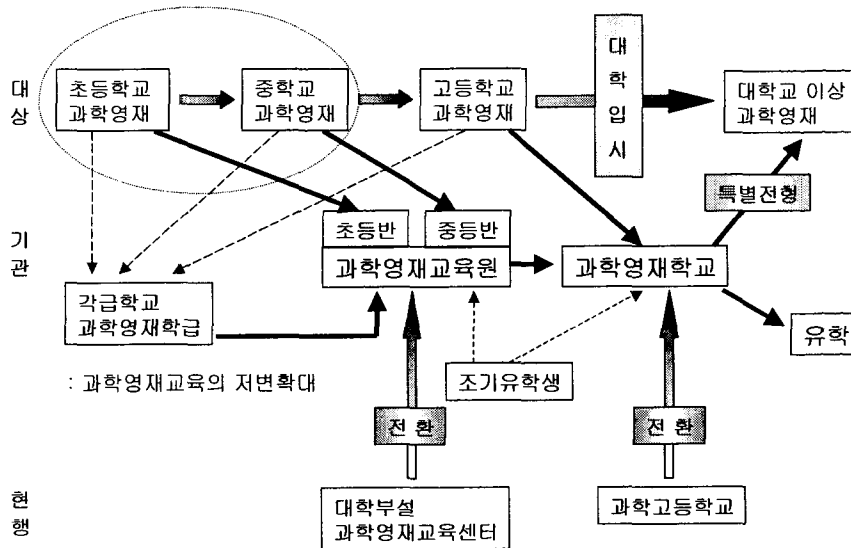 대상
초등학교
과학영재
중학교
과학영재
고등학교
과학영재
대학입시
대학교 이상
과학영재
특별전형
기관
초등반
중등반
과학영재교육원
과학영재학교
각급학교
과학영재학급
유학
: 과학영재교육의 저변확대
조기유학생
전 환
전 환
현행
대학부설
과학영재교육센터
과학고등학교